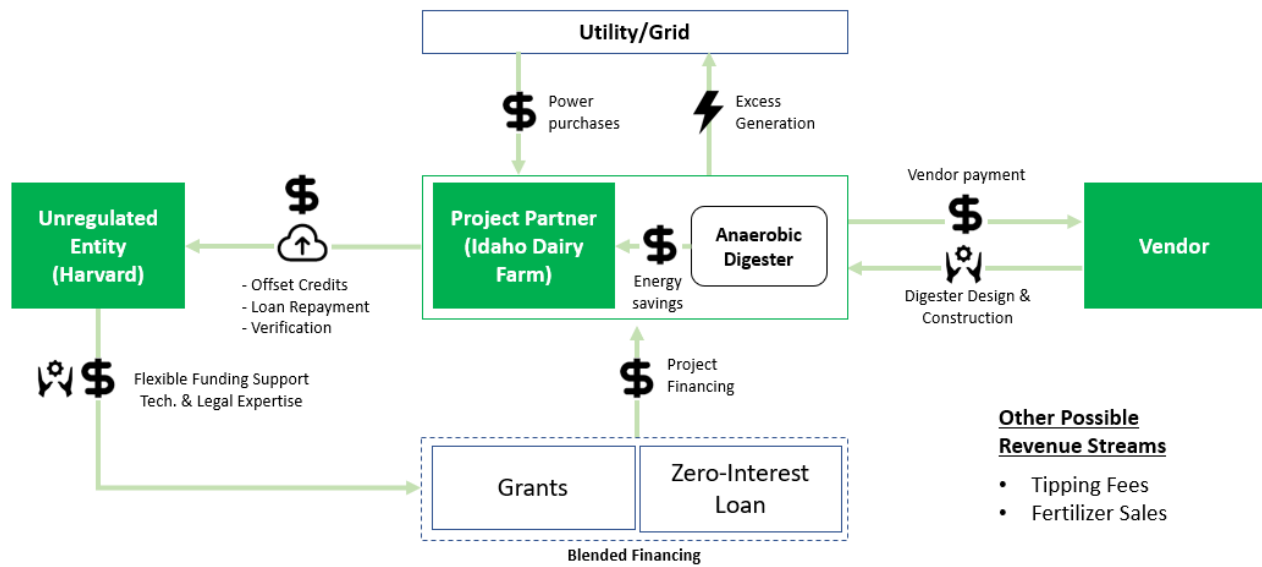 Utility/Grid
Power
purchases
Excess
Generation
Unregulated
Entity
(Harvard)
- Offset Credits
- Loan Repayment
- Verification
Project Partner
(Idaho Dairy
Farm)
Energy
savings
Anaerobic
Digester
Vendor payment
Digester Design &
Construction
Vendor
Flexible Funding Support
Tech. & Legal Expertise
Project
Financing
Grants
Zero-Interest
Loan
Blended Financing
Other Possible
Revenue Streams
• Tipping Fees
• Fertilizer Sales